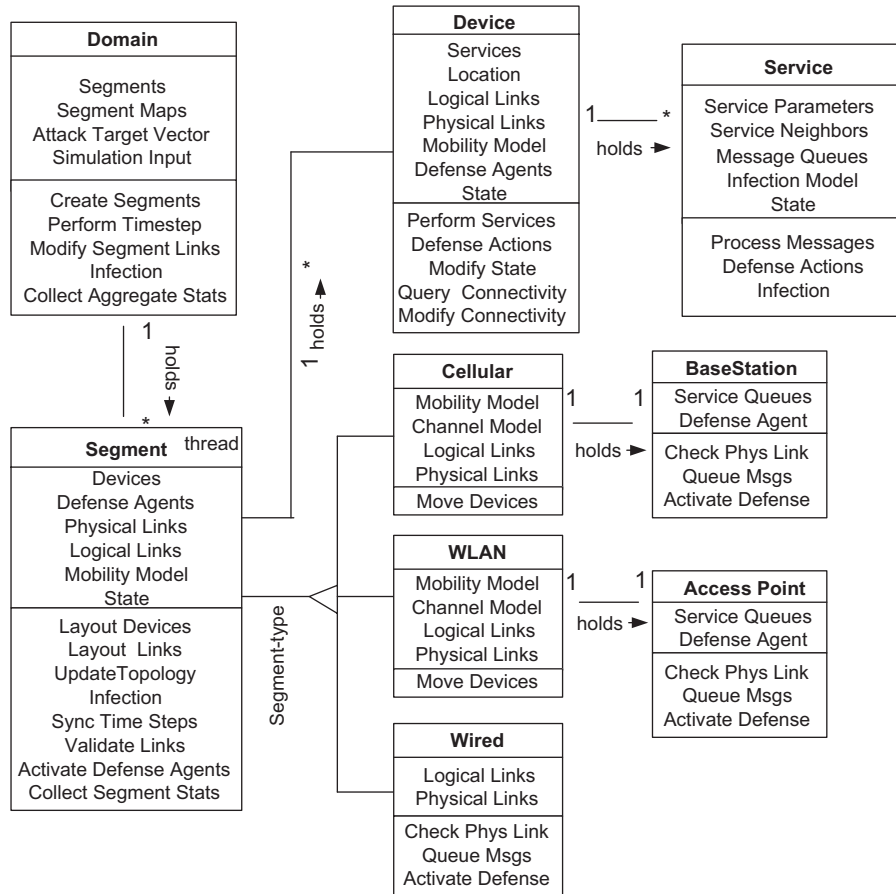 Domain
Segments
Segment Maps
Attack Target Vector
Simulation Input
Create Segments
Perform Timestep
Modify Segment Links
Infection
Collect Aggregate Stats
1
holds
*
Segment
thread
Devices
Defense Agents
Physical Links
Logical Links
Mobility Model
State
Layout Devices
Layout Links
UpdateTopology
Infection
Sync Time Steps
Validate Links
Activate Defense Agents
Collect Segment Stats
1
holds
*
Segment-type
Device
Services
Location
Logical Links
Physical Links
Mobility Model
Defense Agents
State
Perform Services
Defense Actions
Modify State
Query Connectivity
Modify Connectivity
1
*
holds
Service
Service Parameters
Service Neighbors
Message Queues
Infection Model
State
Process Messages
Defense Actions
Infection
Cellular
Mobility Model
Channel Model
Logical Links
Physical Links
Move Devices
1
1
holds
BaseStation
Service Queues
Defense Agent
Check Phys Link
Queue Msgs
Activate Defense
WLAN
Mobility Model
Channel Model
Logical Links
Physical Links
Move Devices
1
1
holds
Access Point
Service Queues
Defense Agent
Check Phys Link
Queue Msgs
Activate Defense
Wired
Logical Links
Physical Links
Check Phys Link
Queue Msgs
Activate Defense